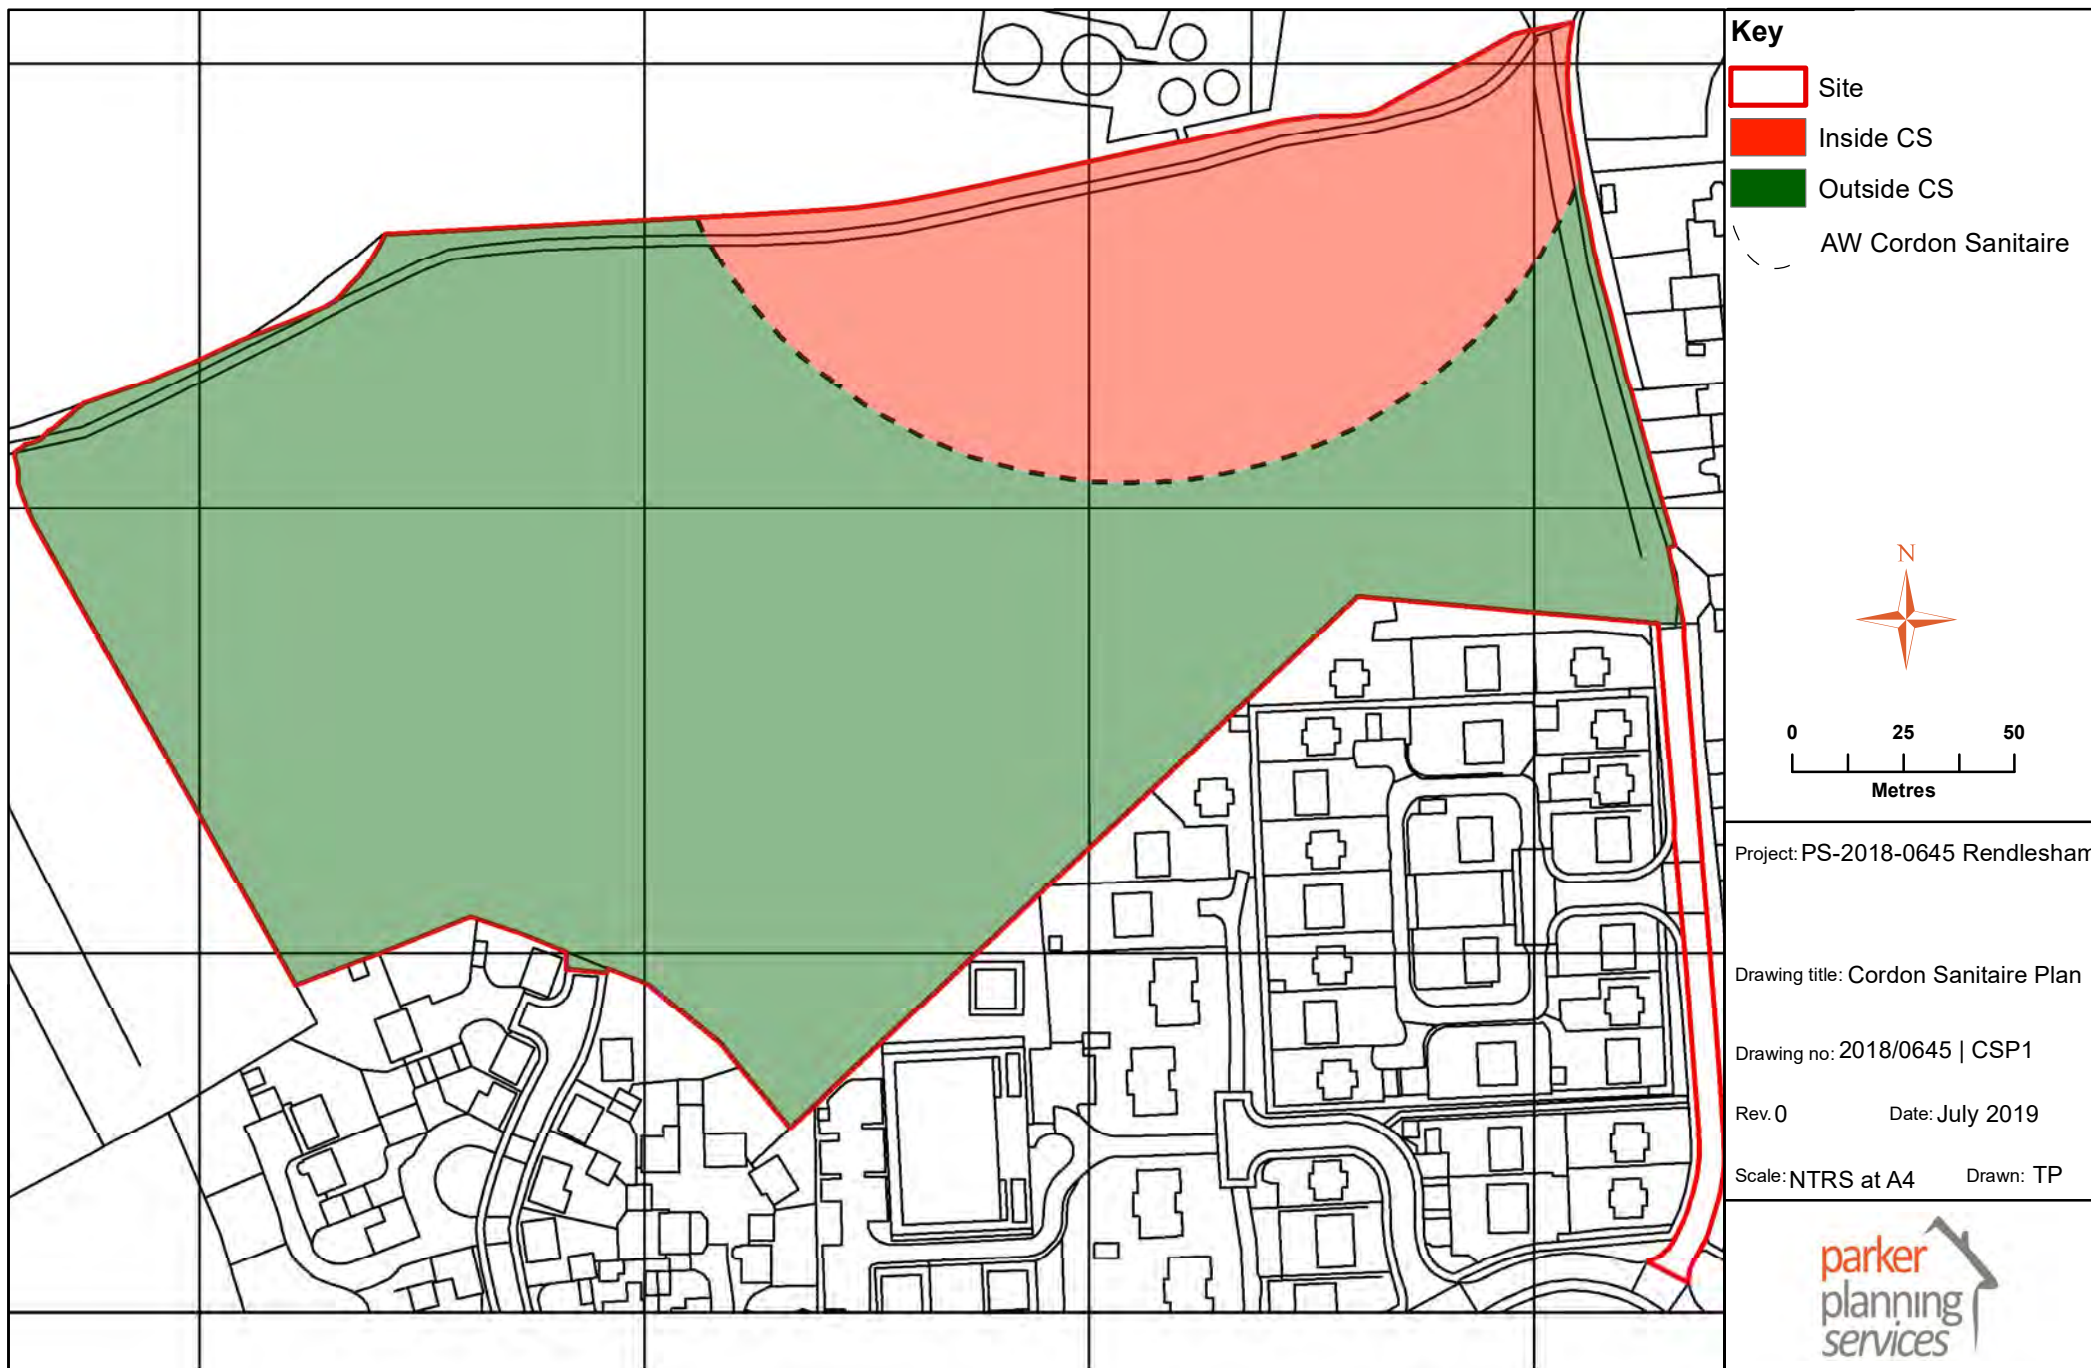 Key
Site
Inside CS
Outside CS
AW Cordon Sanitaire
N
0 25 50
Metres
Project: PS-2018-0645 Rendlesham
Drawing title: Cordon Sanitaire Plan
Drawing no: 2018/0645 | CSP1
Rev. 0 Date: July 2019
Scale: NTRS at A4 Drawn: TP
parker
planning
services